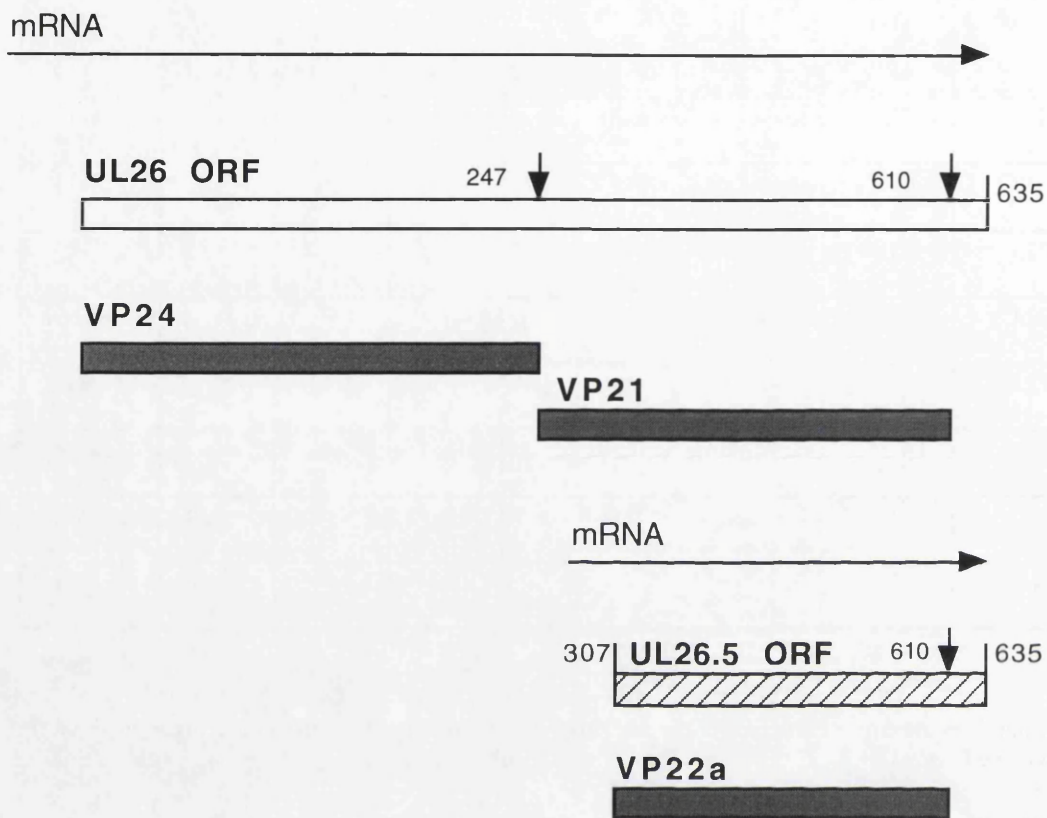 mRNA
UL26 ORF 247 610 635
VP24
VP21
mRNA
307 UL26.5 ORF 610 635
VP22a